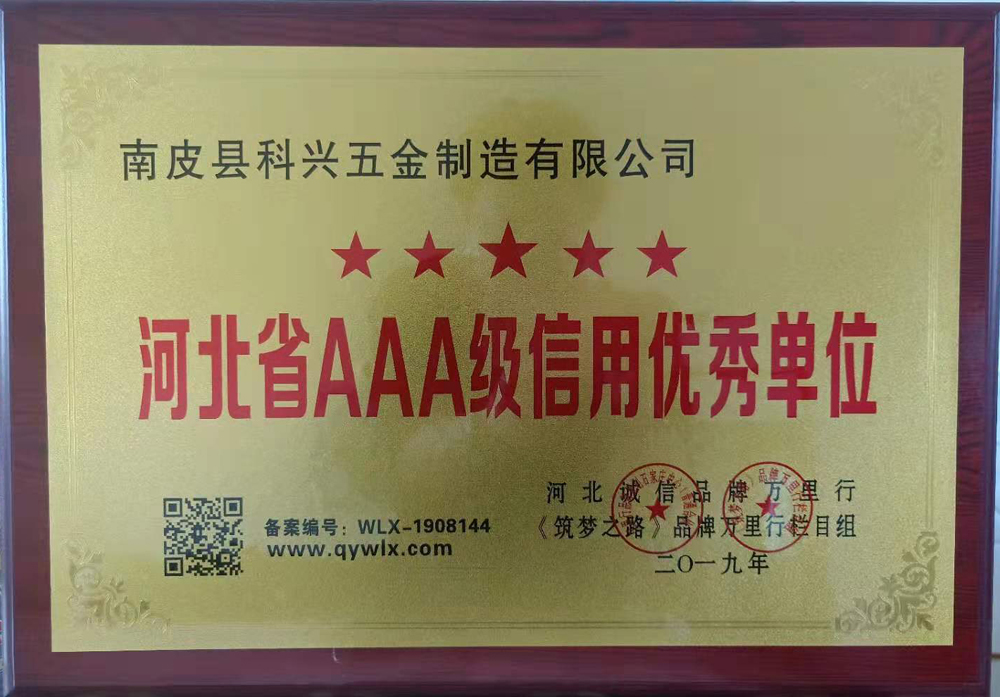 南皮县科兴五金制造有限公司
河北省AAA级信用优秀单位
河北诚信品牌万里行
《筑梦之路》品牌万里行栏目组
二〇一九年
备案编号：WLX-1908144
www.qywlx.com